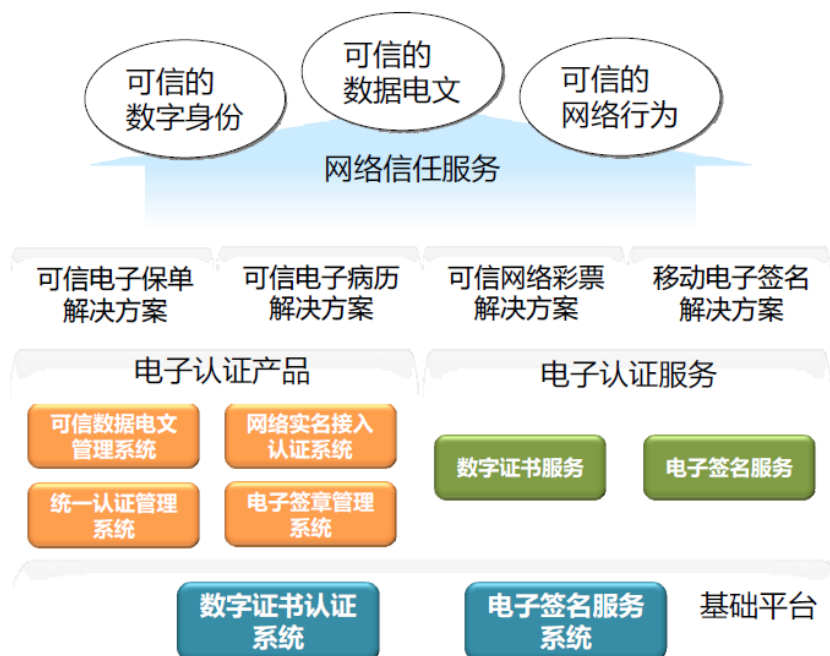 可信的
数字身份
可信的
数据电文
可信的
网络行为
网络信任服务
可信电子保单
解决方案
可信电子病历
解决方案
可信网络彩票
解决方案
移动电子签名
解决方案
电子认证产品
电子认证服务
可信数据电文
管理系统
网络实名接入
认证系统
统一认证管理
系统
电子签章管理
系统
数字证书服务
电子签名服务
数字证书认证
系统
电子签名服务
系统
基础平台